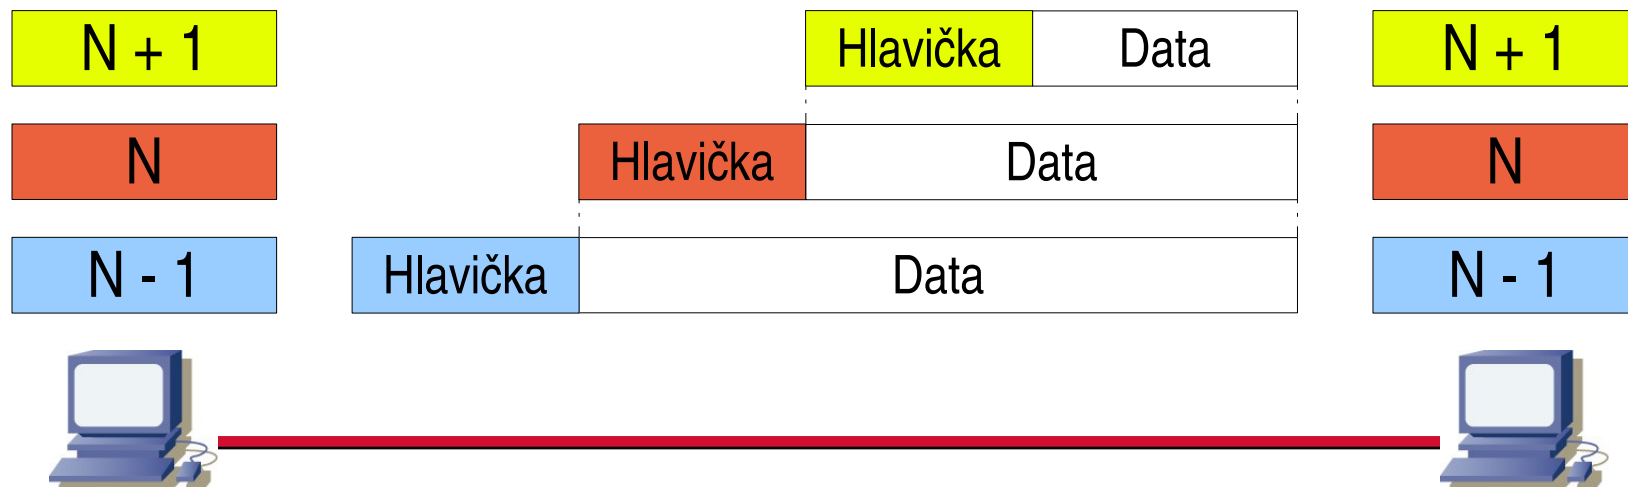 N + 1 Hlavička Data N + 1
N Hlavička Data N
N - 1 Hlavička Data N - 1